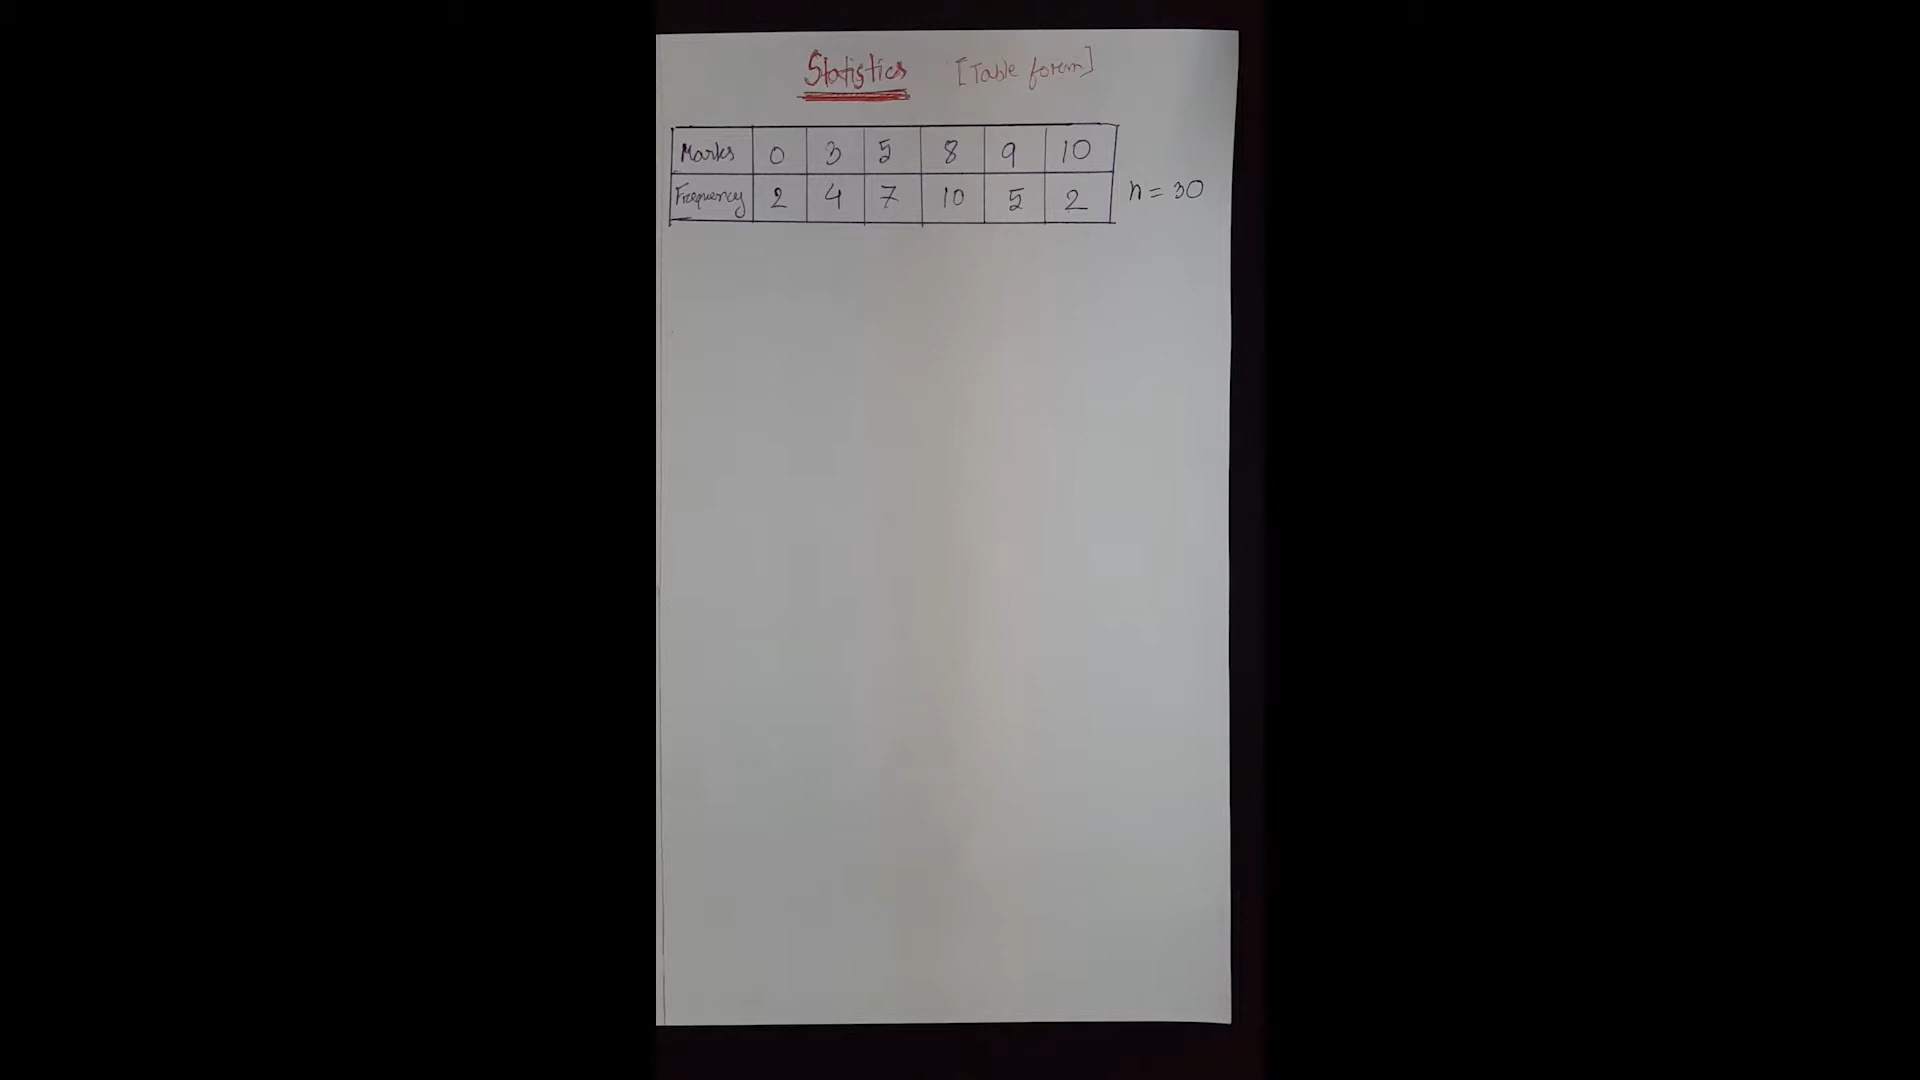 Statistics [Table form]
Marks 0 3 5 8 9 10
Frequency 2 4 7 10 5 2 n = 30